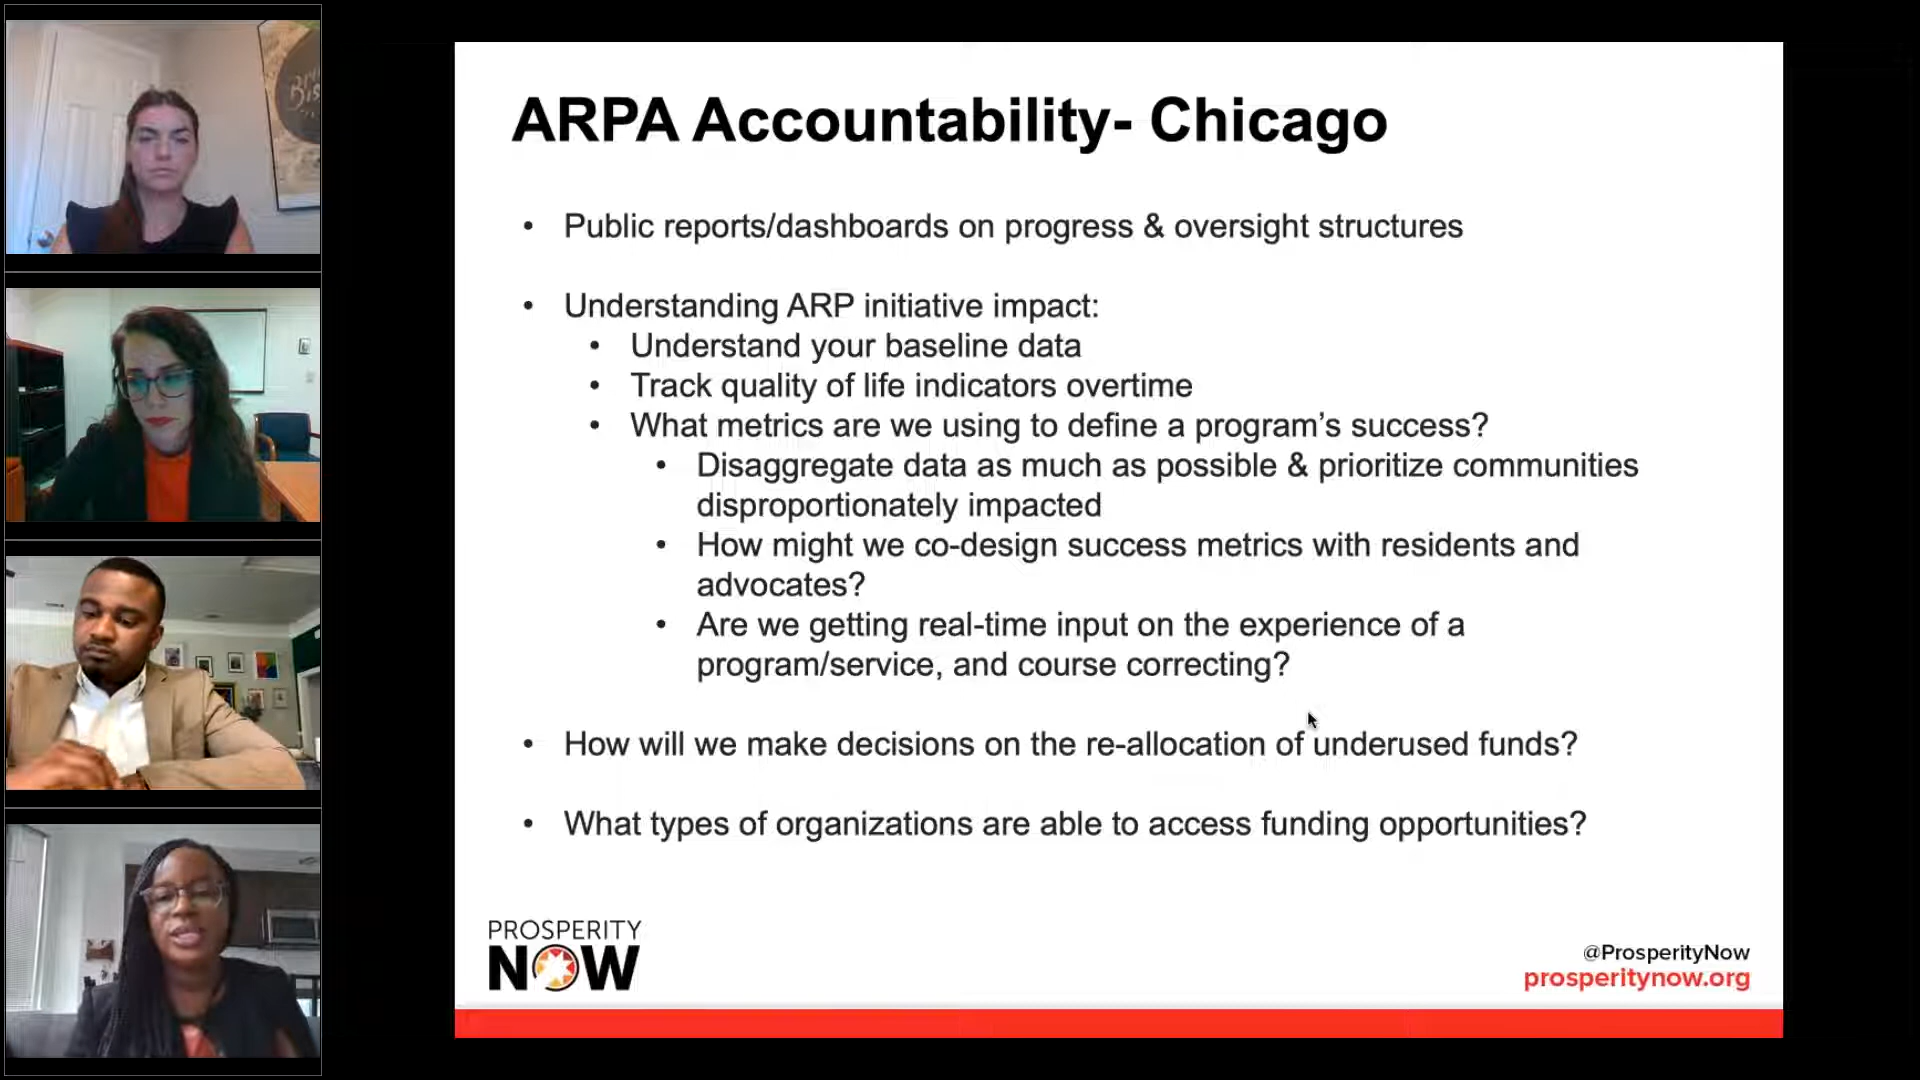 ARPA Accountability- Chicago
• Public reports/dashboards on progress & oversight structures
• Understanding ARP initiative impact:
• Understand your baseline data
• Track quality of life indicators overtime
• What metrics are we using to define a program’s success?
• Disaggregate data as much as possible & prioritize communities
disproportionately impacted
• How might we co-design success metrics with residents and
advocates?
• Are we getting real-time input on the experience of a
program/service, and course correcting?
• How will we make decisions on the re-allocation of underused funds?
• What types of organizations are able to access funding opportunities?
PROSPERITY
NOW
@ProsperityNow
prosperitynow.org